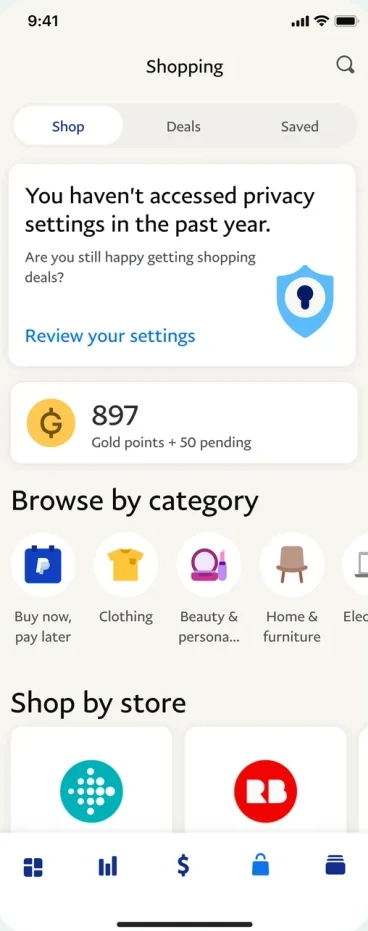 9:41
Shopping
Shop
Deals
Saved
You haven't accessed privacy
settings in the past year.
Are you still happy getting shopping
deals?
Review your settings
897
Gold points + 50 pending
Browse by category
Buy now,
pay later
Clothing
Beauty &
persona...
Home &
furniture
Elec
Shop by store
RB
$